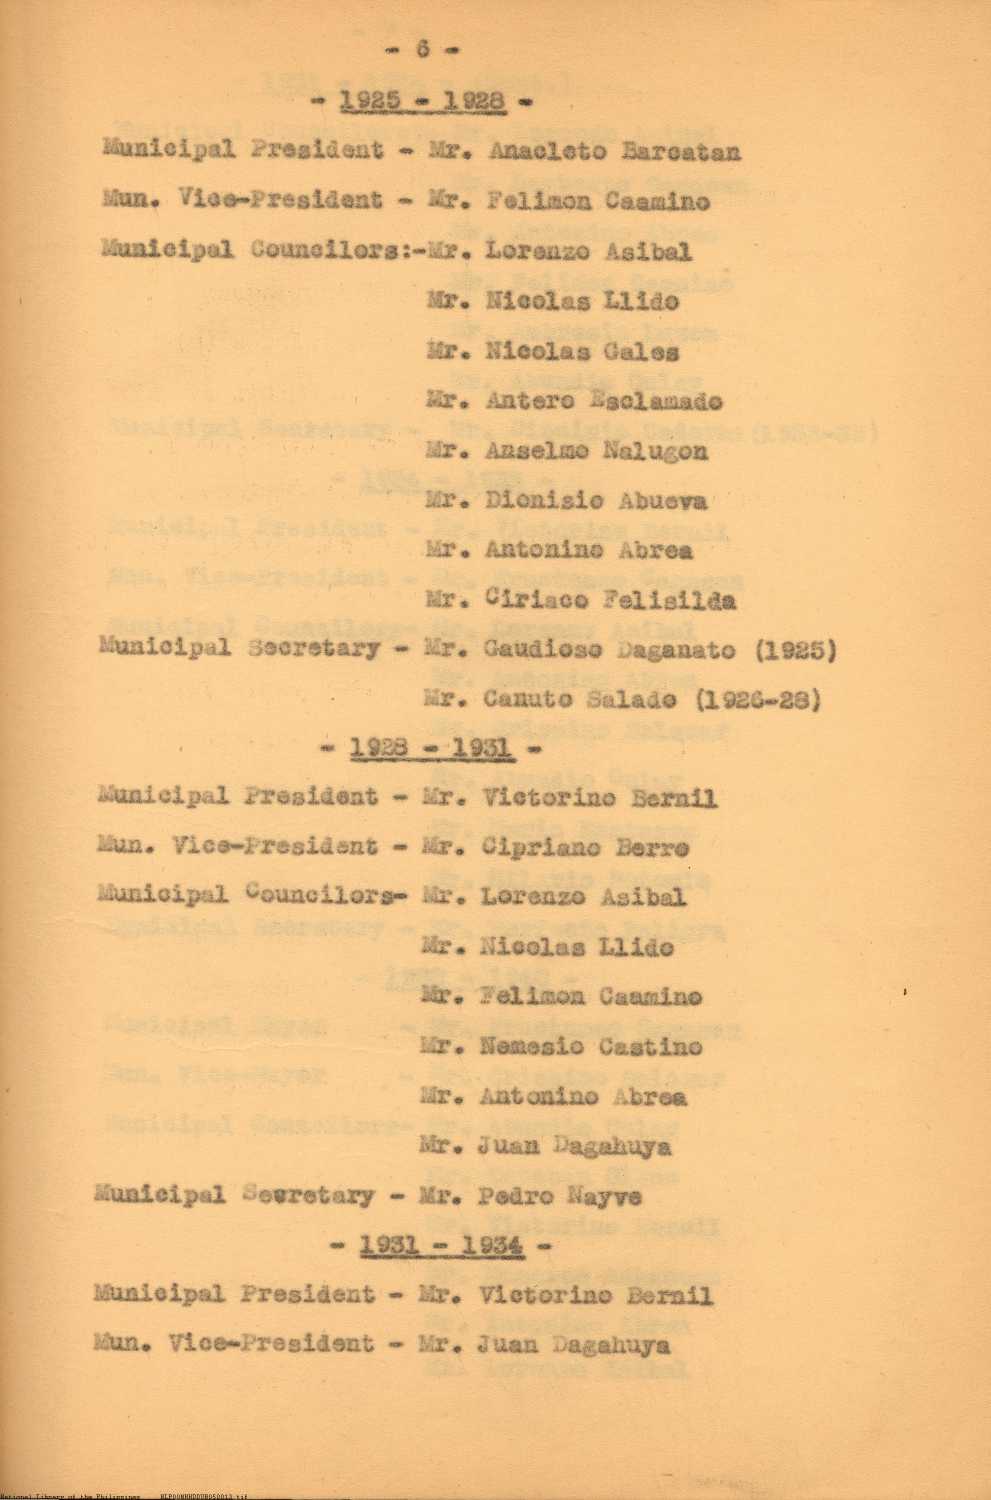 - 6 -
- 1925 - 1928 -
Municipal President - Mr. Anacleto Barcatan
Mun. Vice-President - Mr. Felimon Caamino
Municipal Councilors:-Mr. Lorenzo Asibal
Mr. Nicolas Llido
Mr. Nicolas Gales
Mr. Antero Esclamado
Mr. Anselmo Nalugon
Mr. Dionisio Abueva
Mr. Antonino Abrea
Mr. Ciriaco Felisilda
Municipal Secretary - Mr. Gaudioso Daganato (1925)
Mr. Canuto Salado (1926-28)
- 1928 - 1931 -
Municipal President - Mr. Victorino Bernil
Mun. Vice-President - Mr. Cipriano Berro
Municipal Councilors- Mr. Lorenzo Asibal
Mr. Nicolas Llido
Mr. Felimon Caamino
Mr. Nemesio Castino
Mr. Antonino Abrea
Mr. Juan Dagahuya
Municipal Secretary - Mr. Pedro Nayve
- 1931 - 1934 -
Municipal President - Mr. Victorino Bernil
Mun. Vice-President - Mr. Juan Dagahuya
National Library of the Philippines